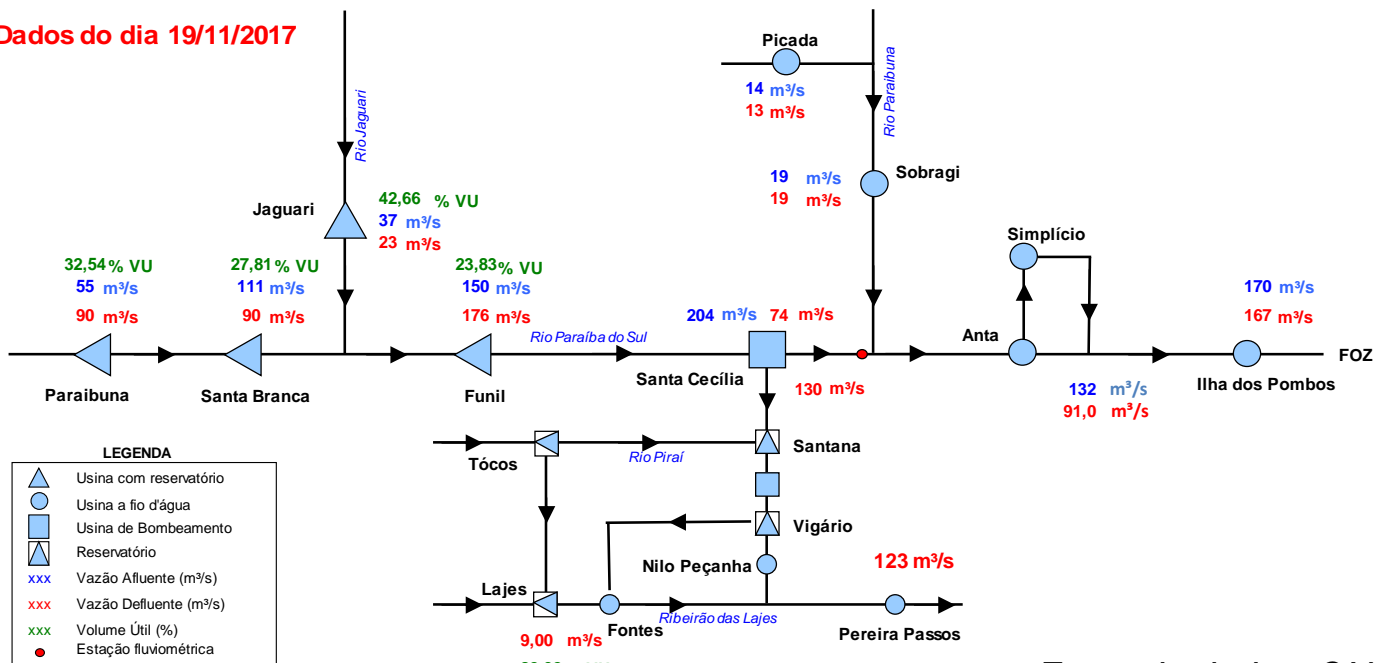 Dados do dia 19/11/2017
Picada
14 m³/s
13 m³/s
Rio Paraibuna
Rio Jaguari
19 m³/s
19 m³/s
Sobragi
Jaguari
42,66 % VU
37 m³/s
23 m³/s
Simplício
32,54 % VU
55 m³/s
90 m³/s
27,81 % VU
111 m³/s
90 m³/s
23,83 % VU
150 m³/s
176 m³/s
204 m³/s 74 m³/s
170 m³/s
167 m³/s
Rio Paraíba do Sul
Anta
FOZ
Paraibuna
Santa Branca
Funil
Santa Cecília
130 m³/s
132 m³/s
91,0 m³/s
Ilha dos Pombos
Tócos
Rio Piraí
Santana
Vigário
Nilo Peçanha
123 m³/s
Lajes
Fontes
Ribeirão das Lajes
Pereira Passos
9,00 m³/s
LEGENDA
Usina com reservatório
Usina a fio d'água
Usina de Bombeamento
Reservatório
xxx Vazão Afluente (m³/s)
xxx Vazão Defluente (m³/s)
xxx Volume Útil (%)
Estação fluviométrica